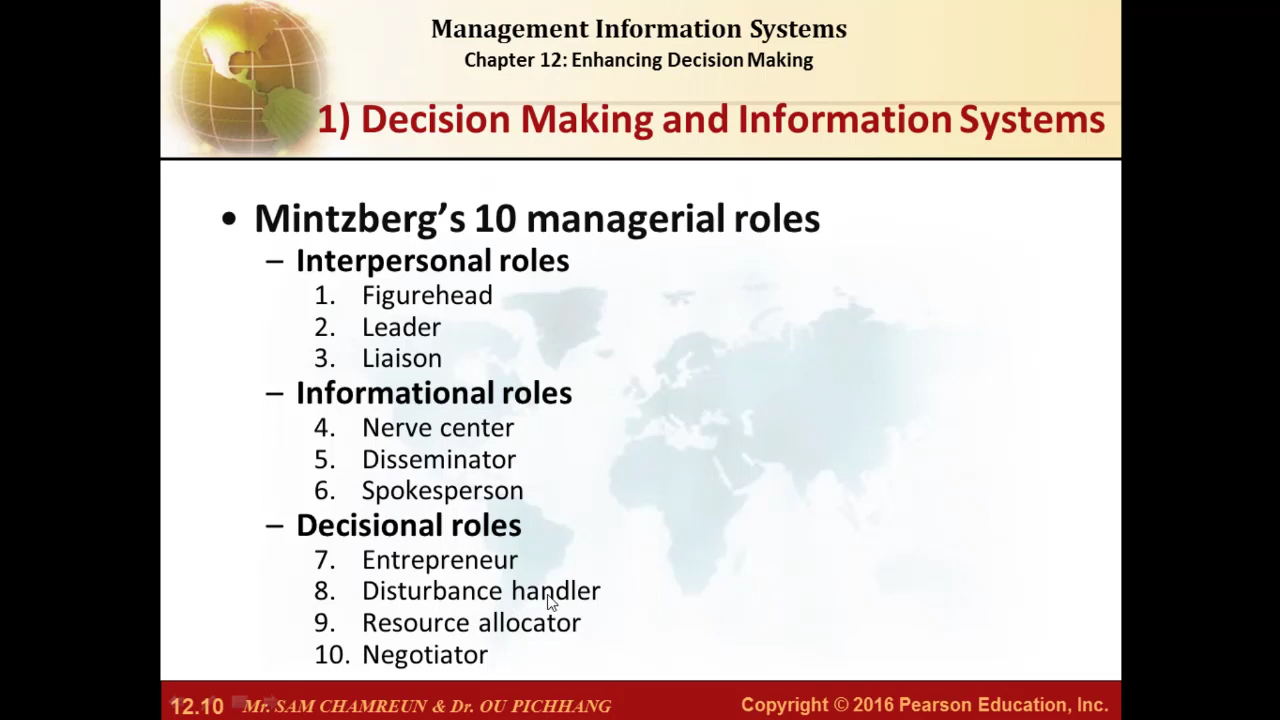 Management Information Systems
Chapter 12: Enhancing Decision Making
1) Decision Making and Information Systems
• Mintzberg's 10 managerial roles
– Interpersonal roles
1. Figurehead
2. Leader
3. Liaison
– Informational roles
4. Nerve center
5. Disseminator
6. Spokesperson
– Decisional roles
7. Entrepreneur
8. Disturbance handler
9. Resource allocator
10. Negotiator
12.10 Mr. SAM CHAMREUN & Dr. OU PICHHANG Copyright © 2016 Pearson Education, Inc.